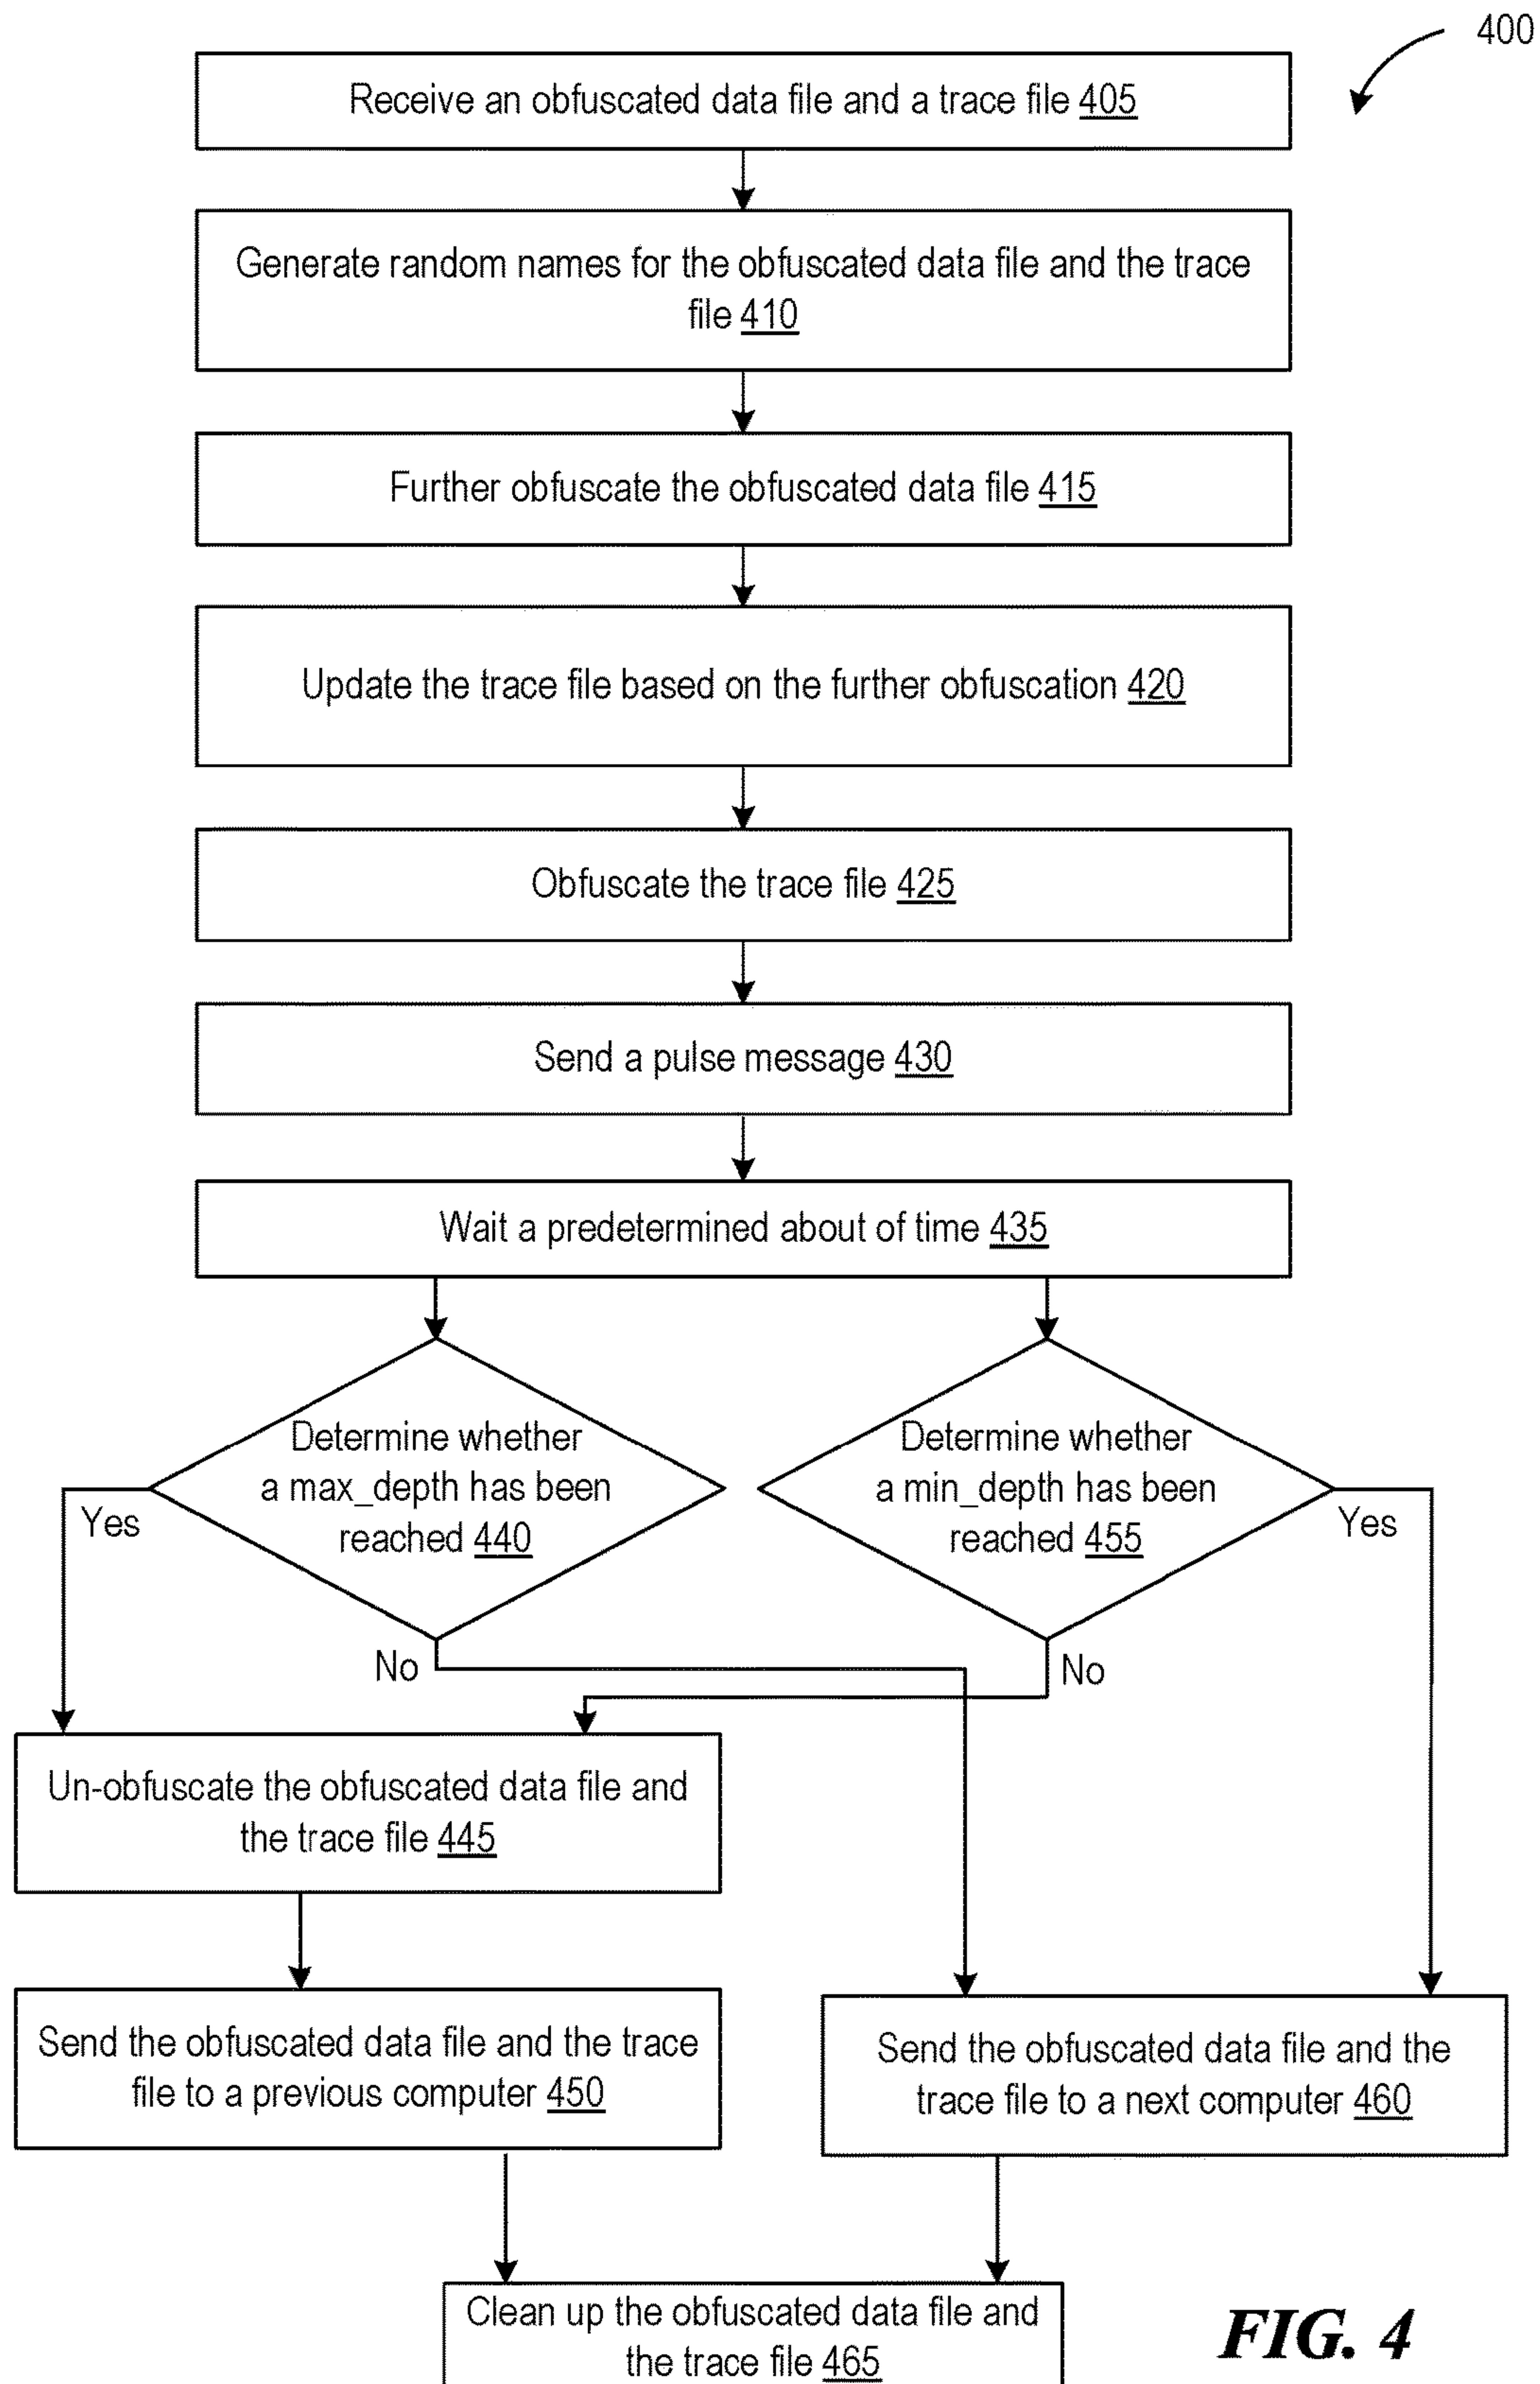 400
Receive an obfuscated data file and a trace file 405
Generate random names for the obfuscated data file and the trace
file 410
Further obfuscate the obfuscated data file 415
Update the trace file based on the further obfuscation 420
Obfuscate the trace file 425
Send a pulse message 430
Wait a predetermined about of time 435
Determine whether
a max_depth has been
reached 440
Yes
No
Determine whether
a min_depth has been
reached 455
Yes
No
Un-obfuscate the obfuscated data file and
the trace file 445
Send the obfuscated data file and the trace
file to a previous computer 450
Send the obfuscated data file and the
trace file to a next computer 460
Clean up the obfuscated data file and
the trace file 465
FIG. 4